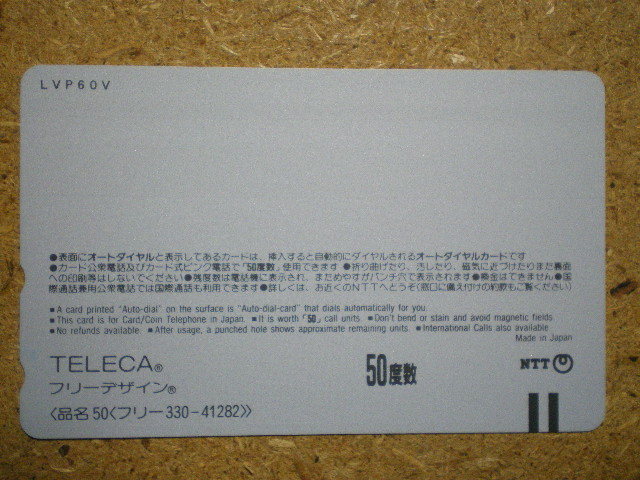 LVP60V
●表面にオートダイヤルと表示してあるカードは、挿入すると自動的にダイヤルされるオートダイヤルカードです
●カード公衆電話及びカード式ピンク電話で「50度数」使用できます ●折り曲げたり、汚したり、磁気に近づけたりまた裏面
への印刷等はしないでください ●残度数は電話機に表示され、まためやすがパンチ穴で表示されます ●換金はできません ●国
際通話兼用公衆電話では国際通話も利用できます ●詳しくは、お近くのNTTへどうぞ(窓口に備え付けの約款もご覧ください)
■A card printed "Auto-dial" on the surface is "Auto-dial-card" that dials automatically for you.
■This card is for Card/Coin Telephone in Japan. ■It is worth「50」call units. ■Don't bend or stain and avoid magnetic fields.
■No refunds available. ■After usage, a punched hole shows approximate remaining units. ■International Calls also available
Made in Japan
TELECA®
フリーデザイン®
50度数
NTT
〈品名 50〈フリー330-41282〉〉